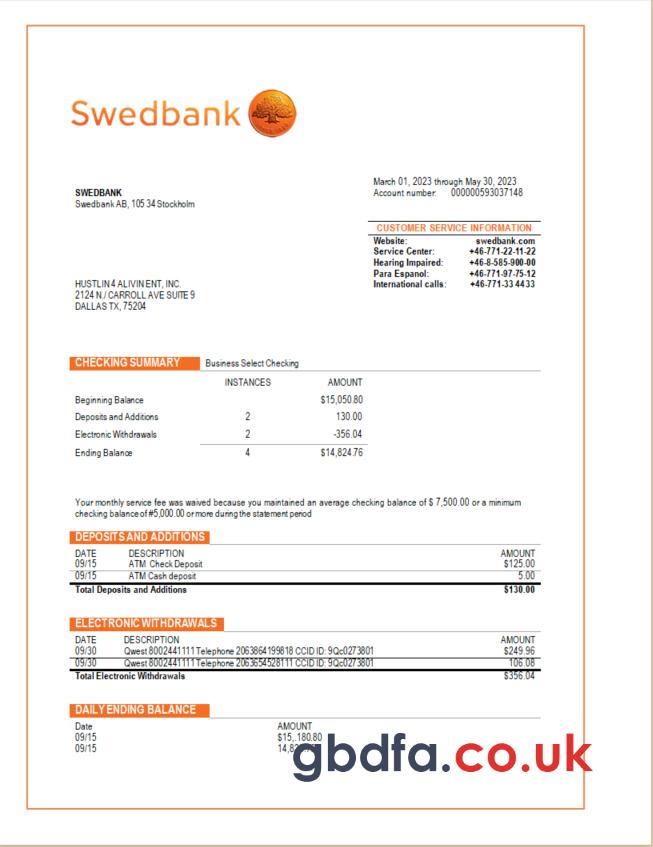 Swedbank
March 01, 2023 through May 30, 2023
Account number: 000000593037148
SWEDBANK
Swedbank AB, 105 34 Stockholm
CUSTOMER SERVICE INFORMATION
Website: swedbank.com
Service Center: +46-771-22-11-22
Hearing Impaired: +46-8-585-900-00
Para Espanol: +46-771-97-75-12
International calls: +46-771-33 44 33
HUSTLIN 4 ALIVIN ENT, INC.
2124 N./ CARROLL AVE SUITE 9
DALLAS TX, 75204
CHECKING SUMMARY Business Select Checking
INSTANCES AMOUNT
Beginning Balance $15,050.80
Deposits and Additions 2 130.00
Electronic Withdrawals 2 -356.04
Ending Balance 4 $14,824.76
Your monthly service fee was waived because you maintained an average checking balance of $ 7,500.00 or a minimum
checking balance of #5,000.00 or more during the statement period
DEPOSITS AND ADDITIONS
DATE DESCRIPTION AMOUNT
09/15 ATM Check Deposit $125.00
09/15 ATM Cash deposit 5.00
Total Deposits and Additions $130.00
ELECTRONIC WITHDRAWALS
DATE DESCRIPTION AMOUNT
09/30 Qwest 8002441111 Telephone 2063864199818 CCID ID: 9Qc0273801 $249.96
09/30 Qwest 8002441111 Telephone 2063654528111 CCID ID: 9Qc0273801 106.08
Total Electronic Withdrawals $356.04
DAILY ENDING BALANCE
Date AMOUNT
09/15 $15,.180.80
09/15
gbdfa.co.uk